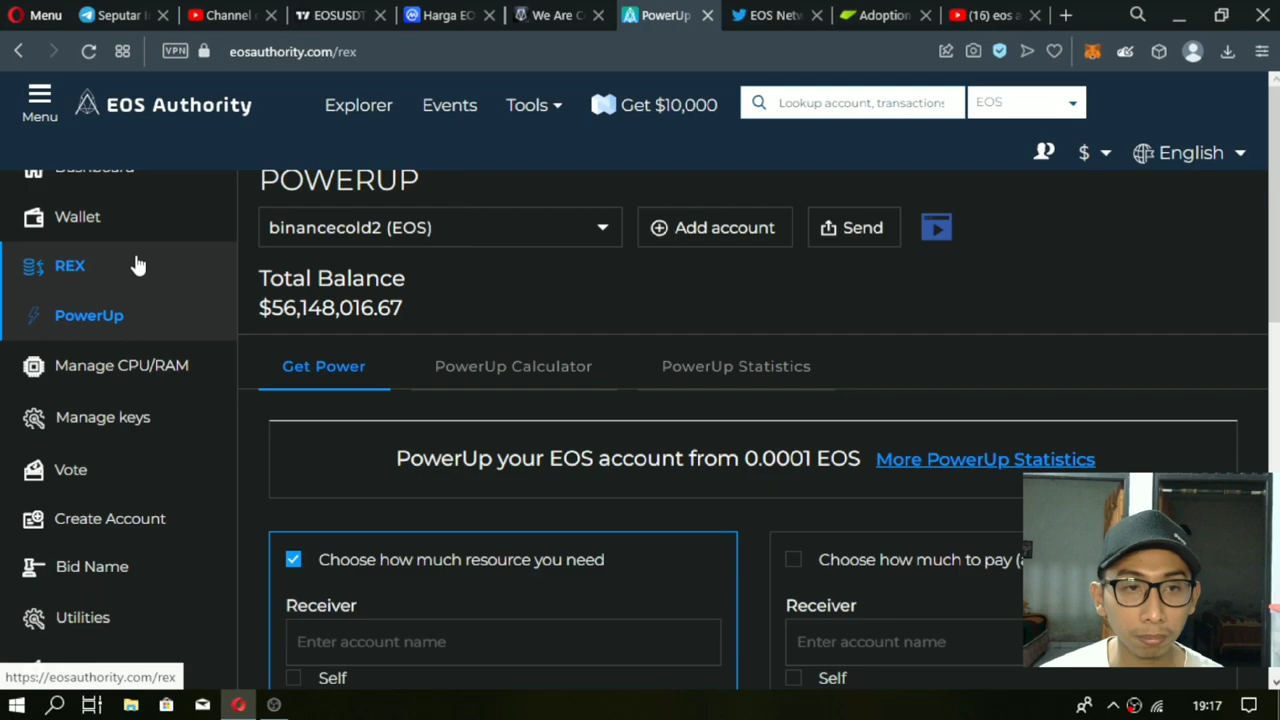 Menu
Seputar
Channel
EOSUSDT
Harga EO
We Are C
PowerUp
EOS Netw
Adoption
(16) eos a
VPN
eosauthority.com/rex
Menu
EOS Authority
Explorer
Events
Tools
Get $10,000
Lookup account, transactions
EOS
$
English
Dashboard
Wallet
REX
PowerUp
Manage CPU/RAM
Manage keys
Vote
Create Account
Bid Name
Utilities
https://eosauthority.com/rex
POWERUP
binancecold2 (EOS)
Add account
Send
Total Balance
$56,148,016.67
Get Power
PowerUp Calculator
PowerUp Statistics
PowerUp your EOS account from 0.0001 EOS More PowerUp Statistics
Choose how much resource you need
Receiver
Enter account name
Self
Choose how much to pay (a
Receiver
Enter account name
Self
19:17